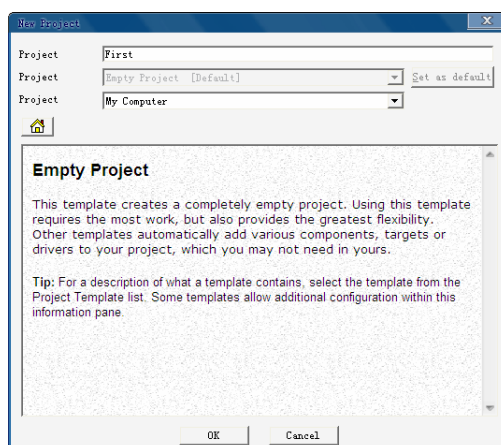 New Project
X
Project First
Project Empty Project [Default] Set as default
Project My Computer
Empty Project
This template creates a completely empty project. Using this template
requires the most work, but also provides the greatest flexibility.
Other templates automatically add various components, targets or
drivers to your project, which you may not need in yours.
Tip: For a description of what a template contains, select the template from the
Project Template list. Some templates allow additional configuration within this
information pane.
OK Cancel